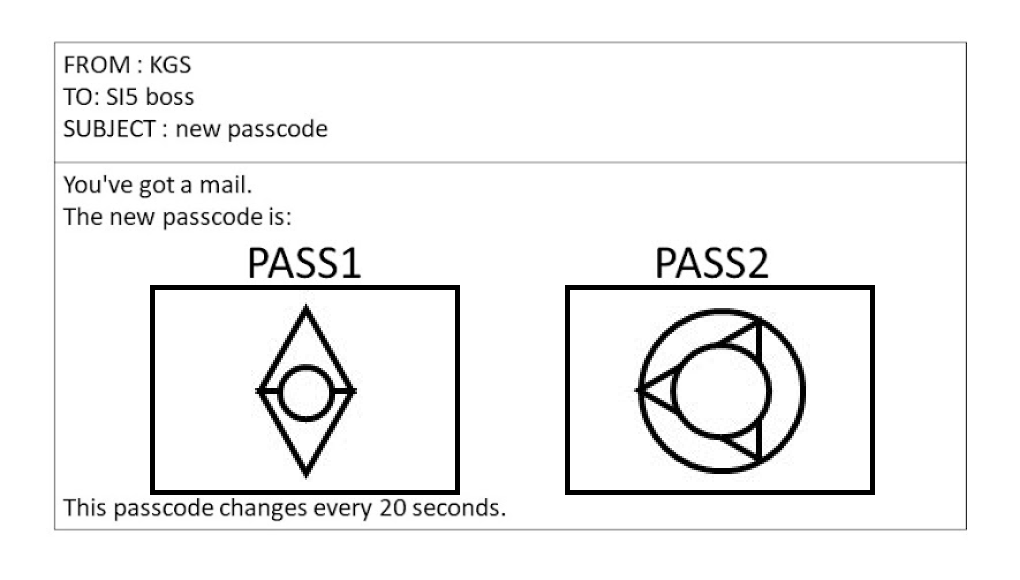 FROM : KGS
TO: SI5 boss
SUBJECT : new passcode
You've got a mail.
The new passcode is:
PASS1 PASS2
This passcode changes every 20 seconds.